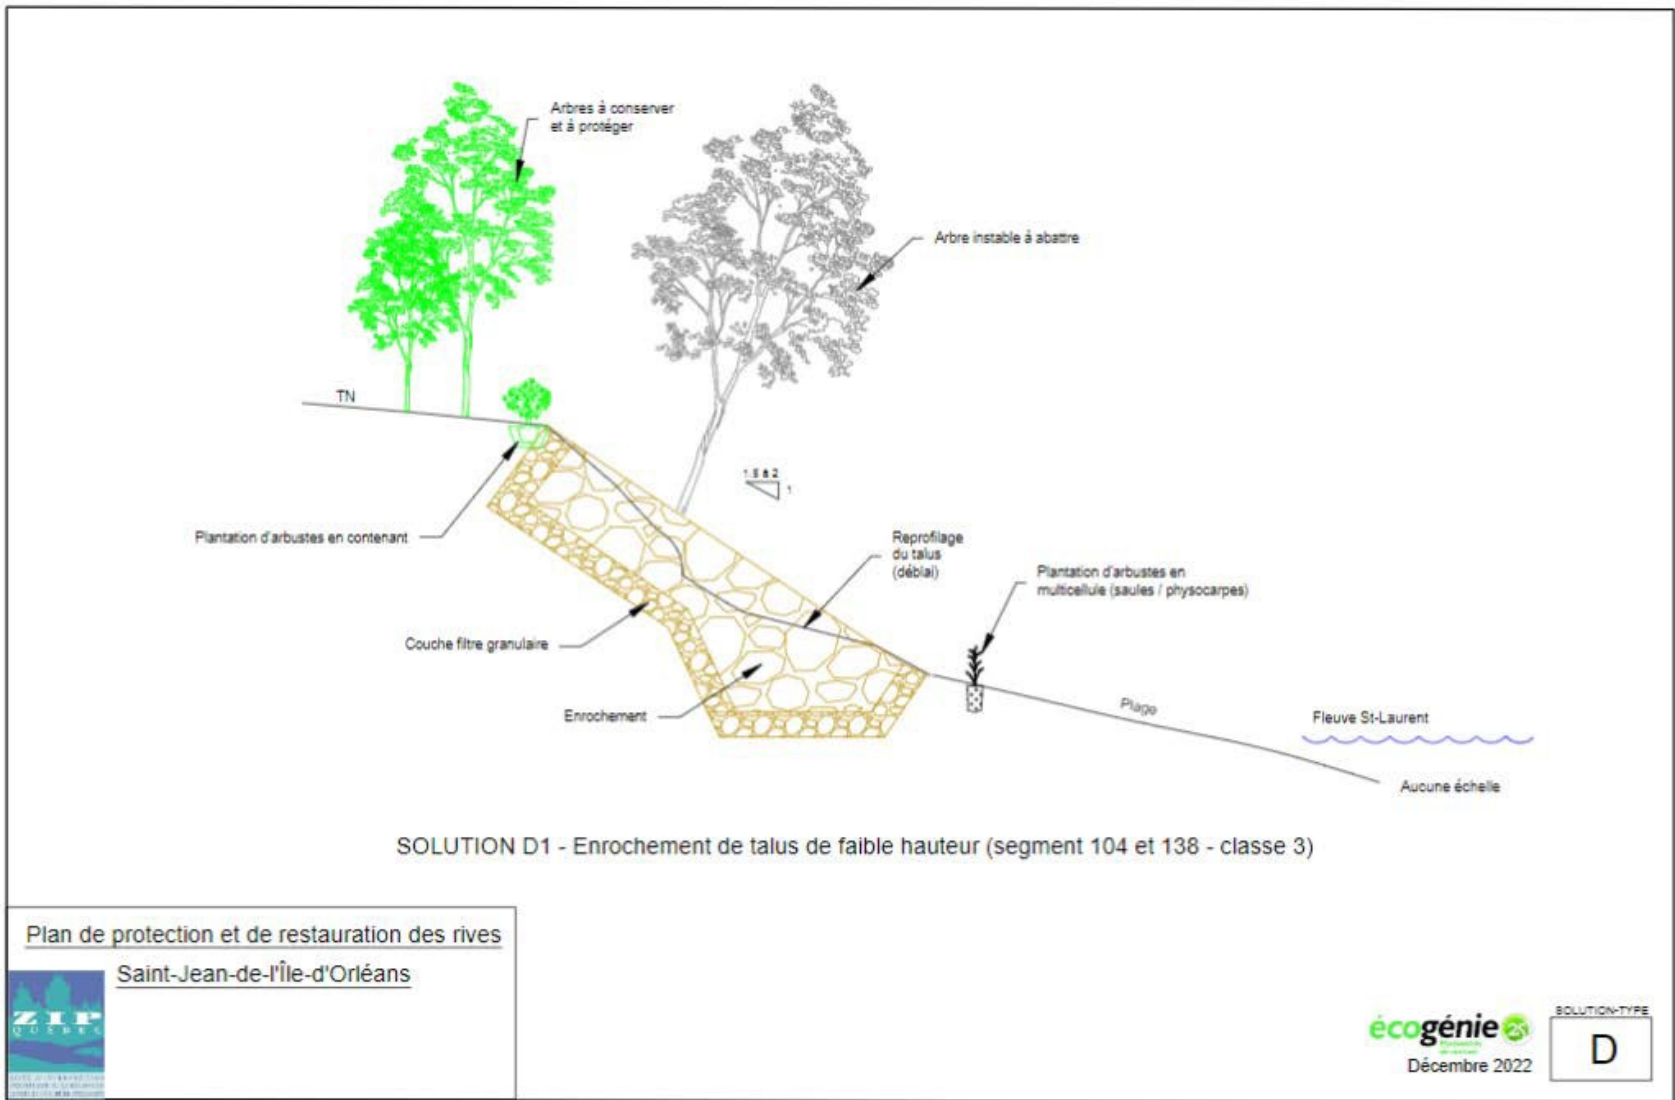 Arbres à conserver
et à protéger
Arbre instable à abattre
TN
1.5 à 2
1
Plantation d'arbustes en contenant
Reprofilage
du talus
(déblai)
Plantation d'arbustes en
multicellule (saules / physocarpes)
Couche filtre granulaire
Enrochement
Plage
Fleuve St-Laurent
Aucune échelle
SOLUTION D1 - Enrochement de talus de faible hauteur (segment 104 et 138 - classe 3)
Plan de protection et de restauration des rives
Saint-Jean-de-l'Île-d'Orléans
ZIP
QUÉBEC
écogénie 25
Décembre 2022
SOLUTION-TYPE
D